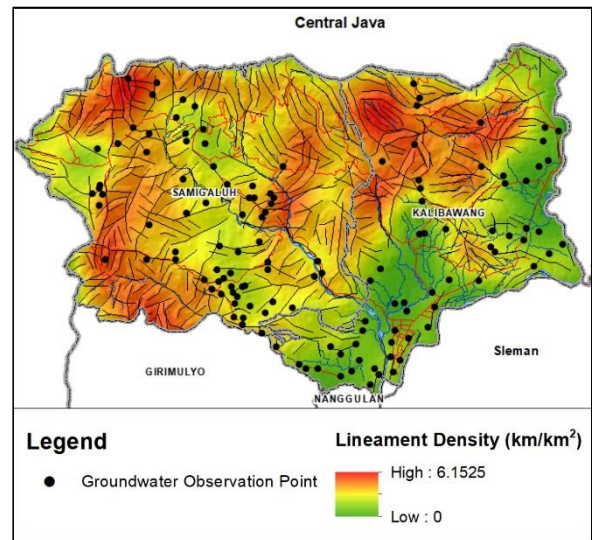 Central Java
SAMIGALUH
KALIBAWANG
Sleman
GIRIMULYO
NANGGULAN
Legend
Groundwater Observation Point
Lineament Density (km/km²)
High : 6.1525
Low : 0